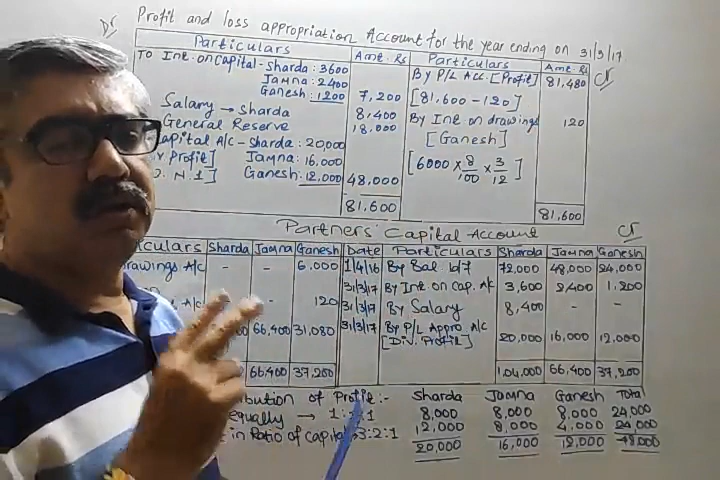 Dr Profit and loss appropriation Account for the year ending on 31/3/17
Particulars Amt. Rs Particulars Amt. Rs
To Int. on Capital - Sharda : 3600 By P/L Acc. [Profit] 81,480 Cr
Jamna : 2400
Ganesh : 1200 7,200 [81,600 - 120]
Salary → Sharda 8,400 By Int on drawings 120
General Reserve 18,000 [Ganesh]
Capital A/c - Sharda : 20,000
Profit] Jamna : 16,000 [6000 x 8/100 x 3/12]
N. 1] Ganesh : 12,000 48,000
81,600 81,600
Partners' Capital Account Cr
culars Sharda Jamna Ganesh Date Particulars Sharda Jamna Ganesh
rawings A/c - - 6,000 1/4/16 By Bal b/f 72,000 48,000 24,000
31/3/17 By Int on Cap. A/c 3,600 2,400 1,200
A/c - 120 31/3/17 By Salary 8,400 - -
66,400 31,080 31/3/17 By P/L Appro. A/c
[Div. Profit] 20,000 16,000 12,000
66,400 37,200 1,04,000 66,400 37,200
ibution of Profit :- Sharda Jamna Ganesh Total
equally → 1: :1 8,000 8,000 8,000 24,000
in Ratio of Capital → 3:2:1 12,000 8,000 4,000 24,000
20,000 16,000 12,000 48,000